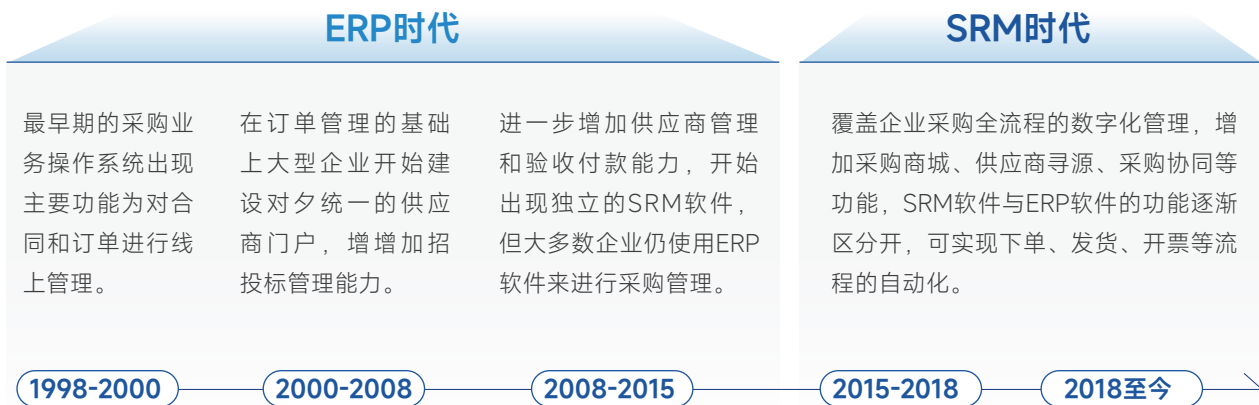 ERP时代
最早期的采购业
务操作系统出现
主要功能为对合
同和订单进行线
上管理。
在订单管理的基础
上大型企业开始建
设对夕统一的供应
商门户，增增加招
投标管理能力。
进一步增加供应商管理
和验收付款能力，开始
出现独立的SRM软件，
但大多数企业仍使用ERP
软件来进行采购管理。
SRM时代
覆盖企业采购全流程的数字化管理，增
加采购商城、供应商寻源、采购协同等
功能，SRM软件与ERP软件的功能逐渐
区分开，可实现下单、发货、开票等流
程的自动化。
1998-2000
2000-2008
2008-2015
2015-2018
2018至今